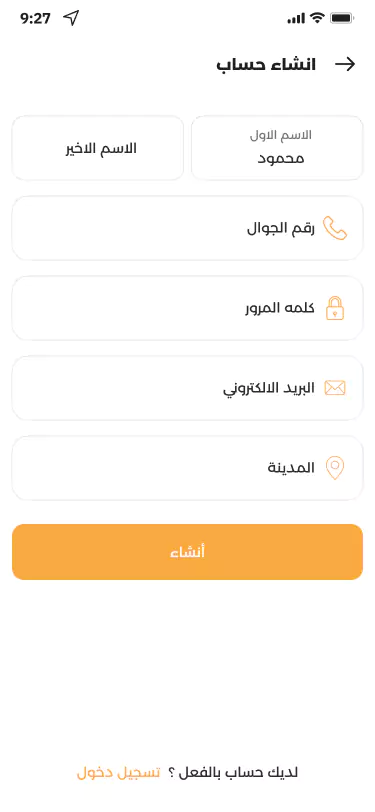 9:27
انشاء حساب
الاسم الاول
محمود
الاسم الاخير
رقم الجوال
كلمه المرور
البريد الالكتروني
المدينة
أنشاء
لديك حساب بالفعل ؟ تسجيل دخول